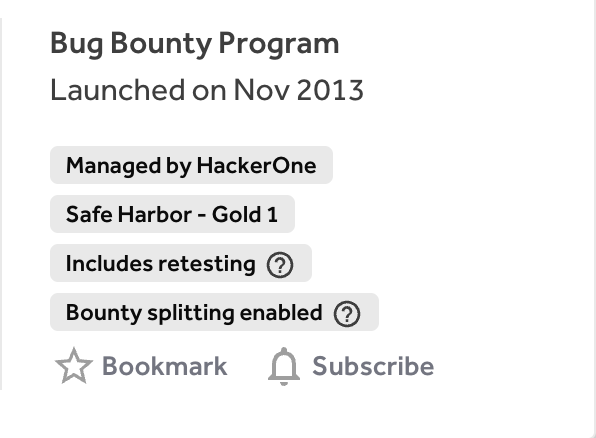 Bug Bounty Program
Launched on Nov 2013
Managed by HackerOne
Safe Harbor - Gold 1
Includes retesting ?
Bounty splitting enabled ?
Bookmark Subscribe